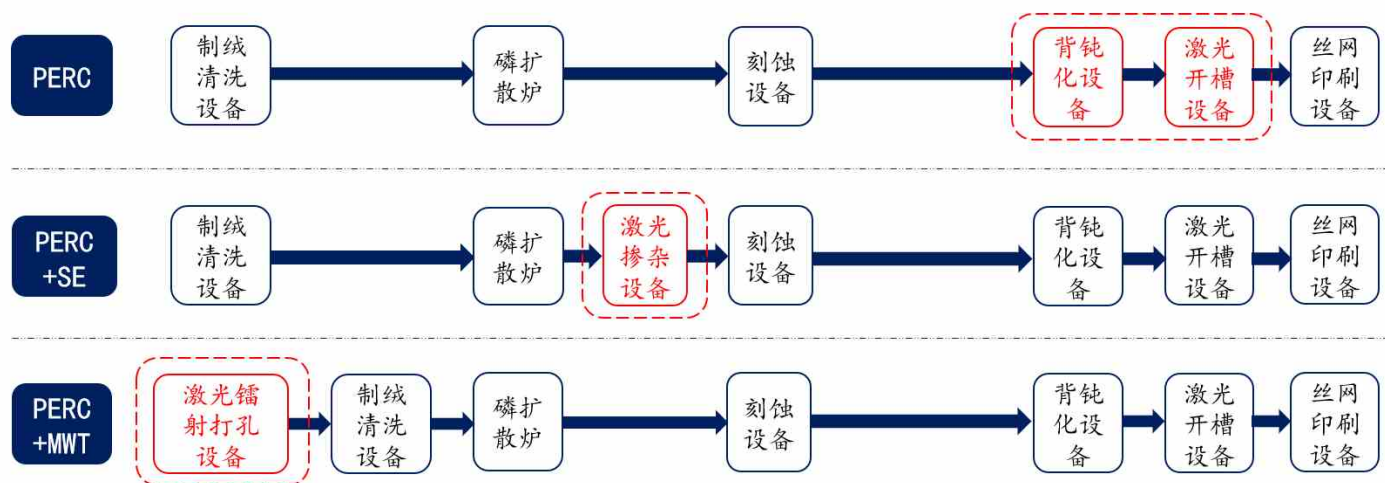 PERC
制绒
清洗
设备
磷扩
散炉
刻蚀
设备
背钝
化设
备
激光
开槽
设备
丝网
印刷
设备
PERC
+SE
制绒
清洗
设备
磷扩
散炉
激光
掺杂
设备
刻蚀
设备
背钝
化设
备
激光
开槽
设备
丝网
印刷
设备
PERC
+MWT
激光镭
射打孔
设备
制绒
清洗
设备
磷扩
散炉
刻蚀
设备
背钝
化设
备
激光
开槽
设备
丝网
印刷
设备